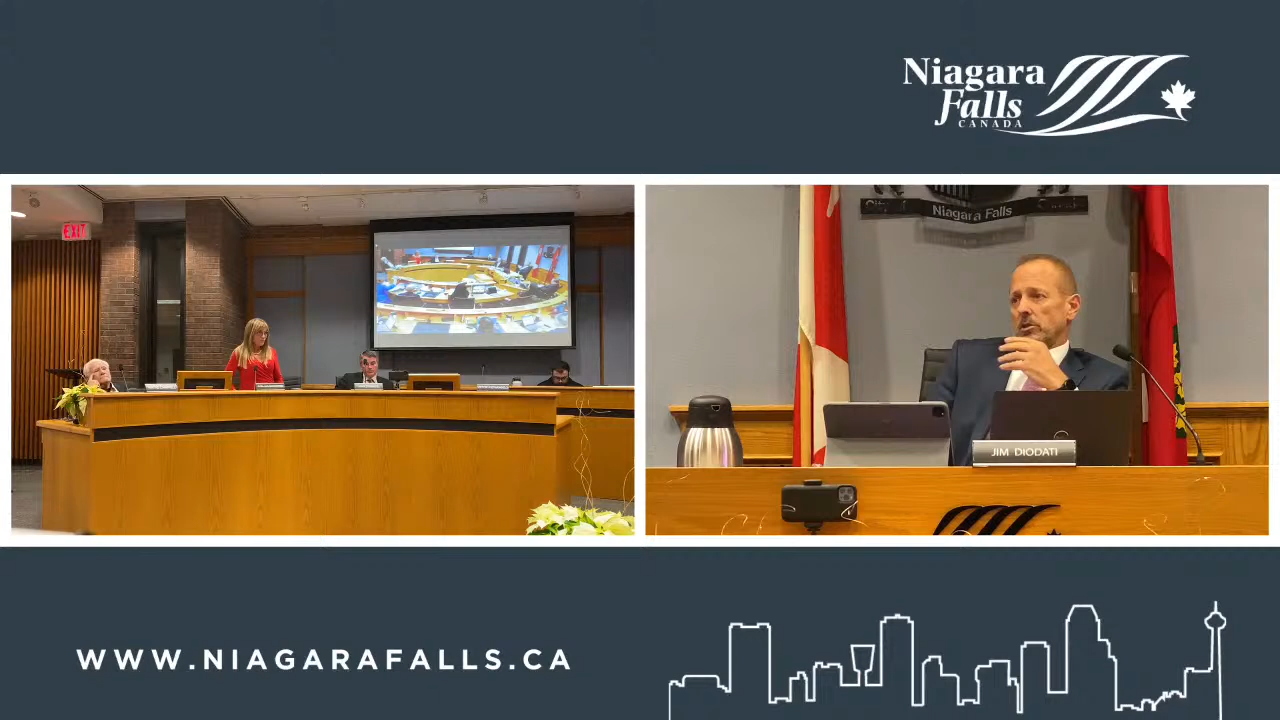 Niagara
Falls
CANADA
EXIT
Niagara Falls
JIM DIODATI
WWW.NIAGARAFALLS.CA